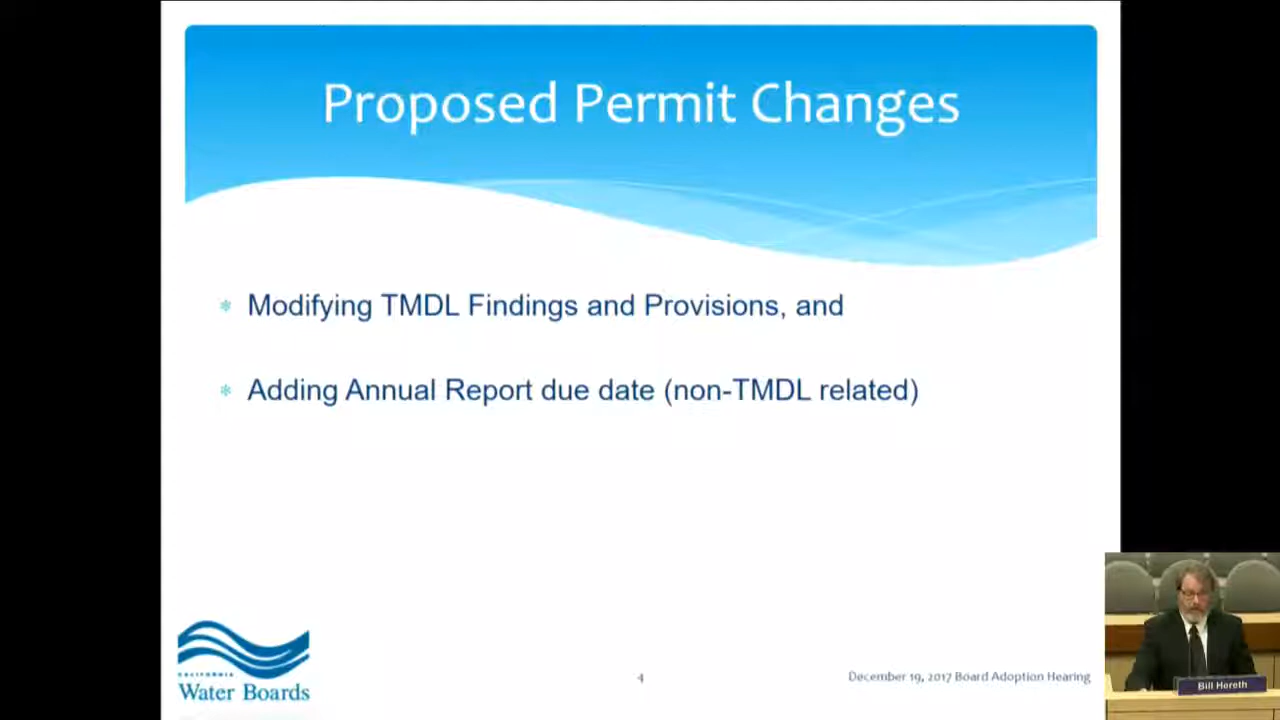 Proposed Permit Changes
Modifying TMDL Findings and Provisions, and
Adding Annual Report due date (non-TMDL related)
CALIFORNIA
Water Boards
4
December 19, 2017 Board Adoption Hearing
Bill Hereth